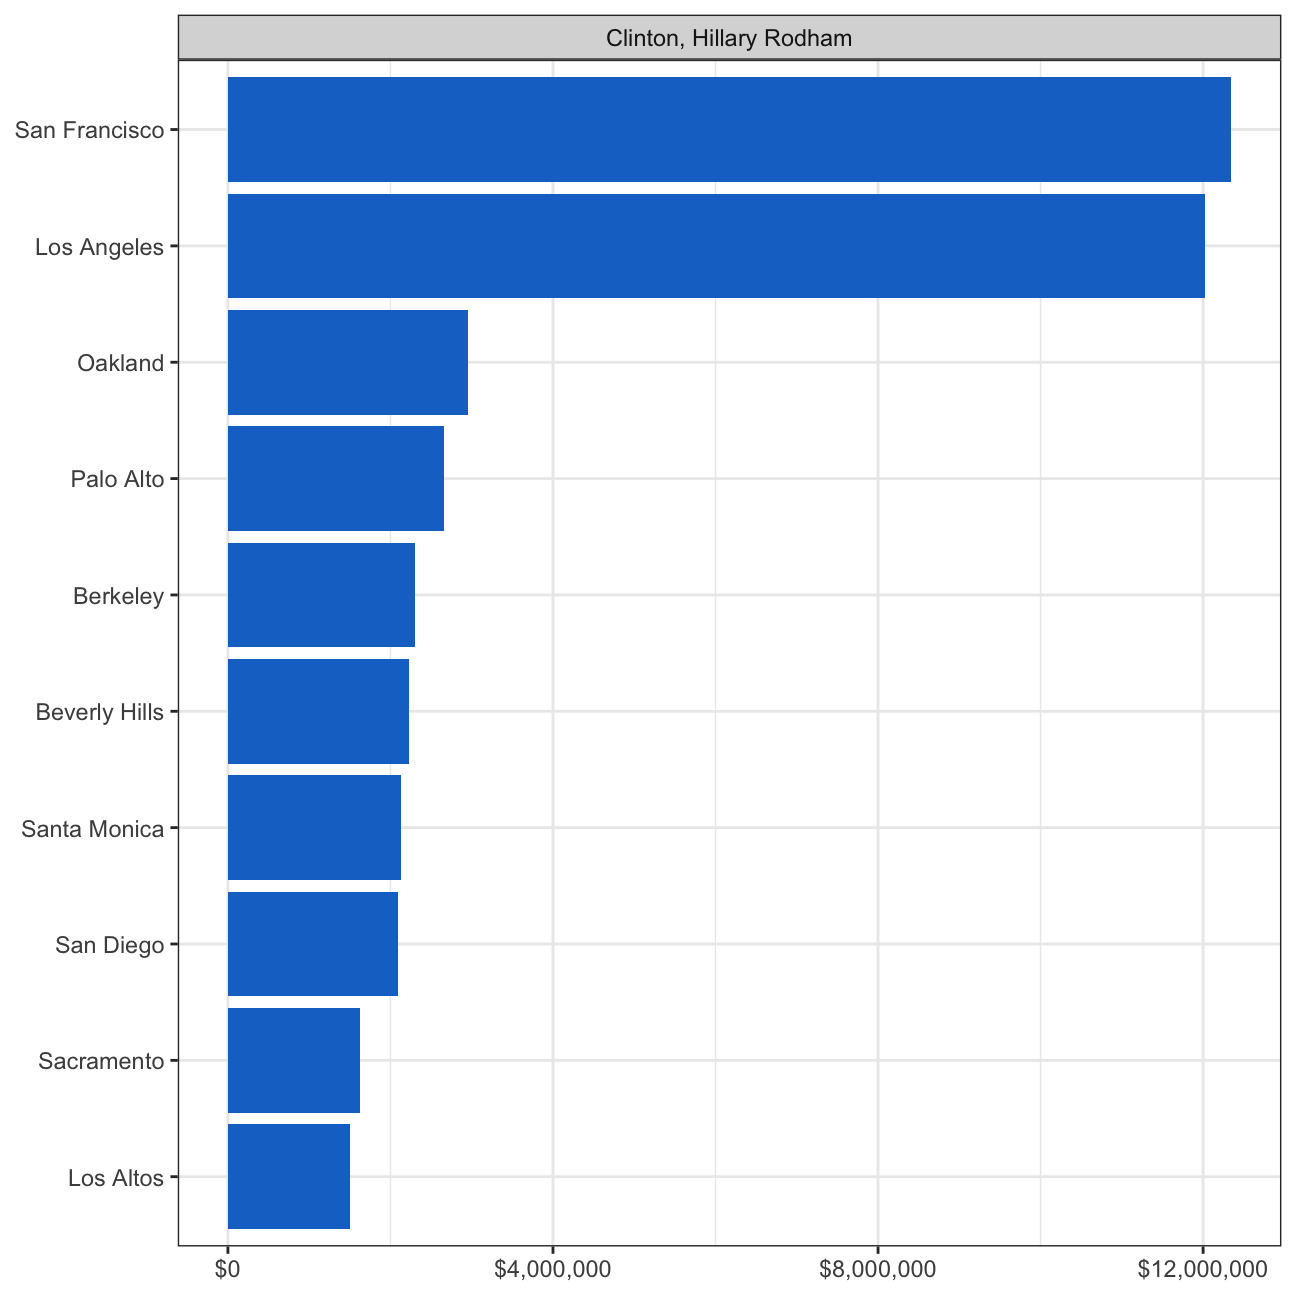 Clinton, Hillary Rodham
San Francisco
Los Angeles
Oakland
Palo Alto
Berkeley
Beverly Hills
Santa Monica
San Diego
Sacramento
Los Altos
$0 $4,000,000 $8,000,000 $12,000,000